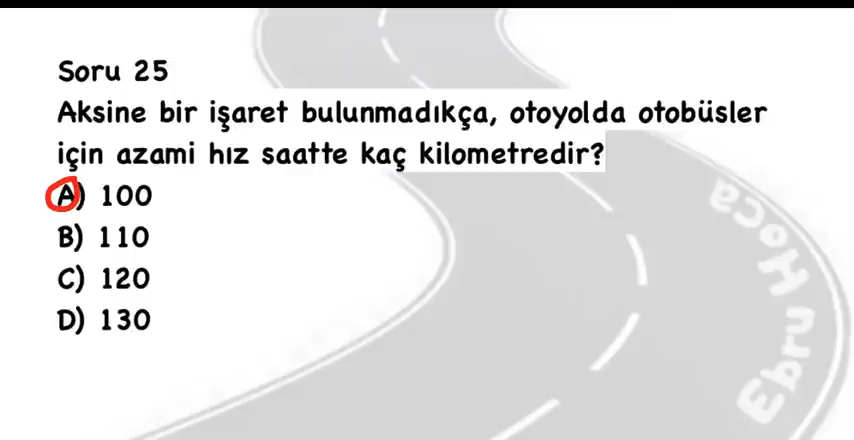 Soru 25
Aksine bir işaret bulunmadıkça, otoyolda otobüsler
için azami hız saatte kaç kilometredir?
A) 100
B) 110
C) 120
D) 130
Ebru Hoca